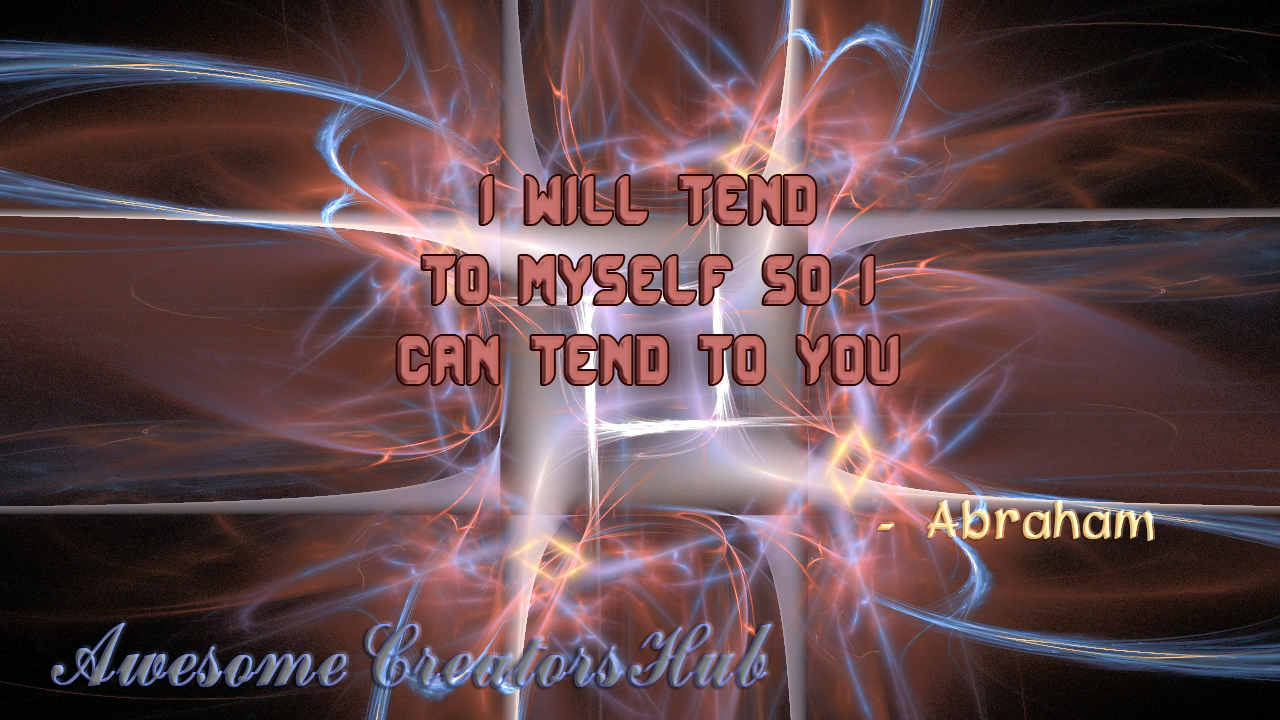 I WILL TEND
TO MYSELF SO I
CAN TEND TO YOU
- Abraham
Awesome CreatorsHub